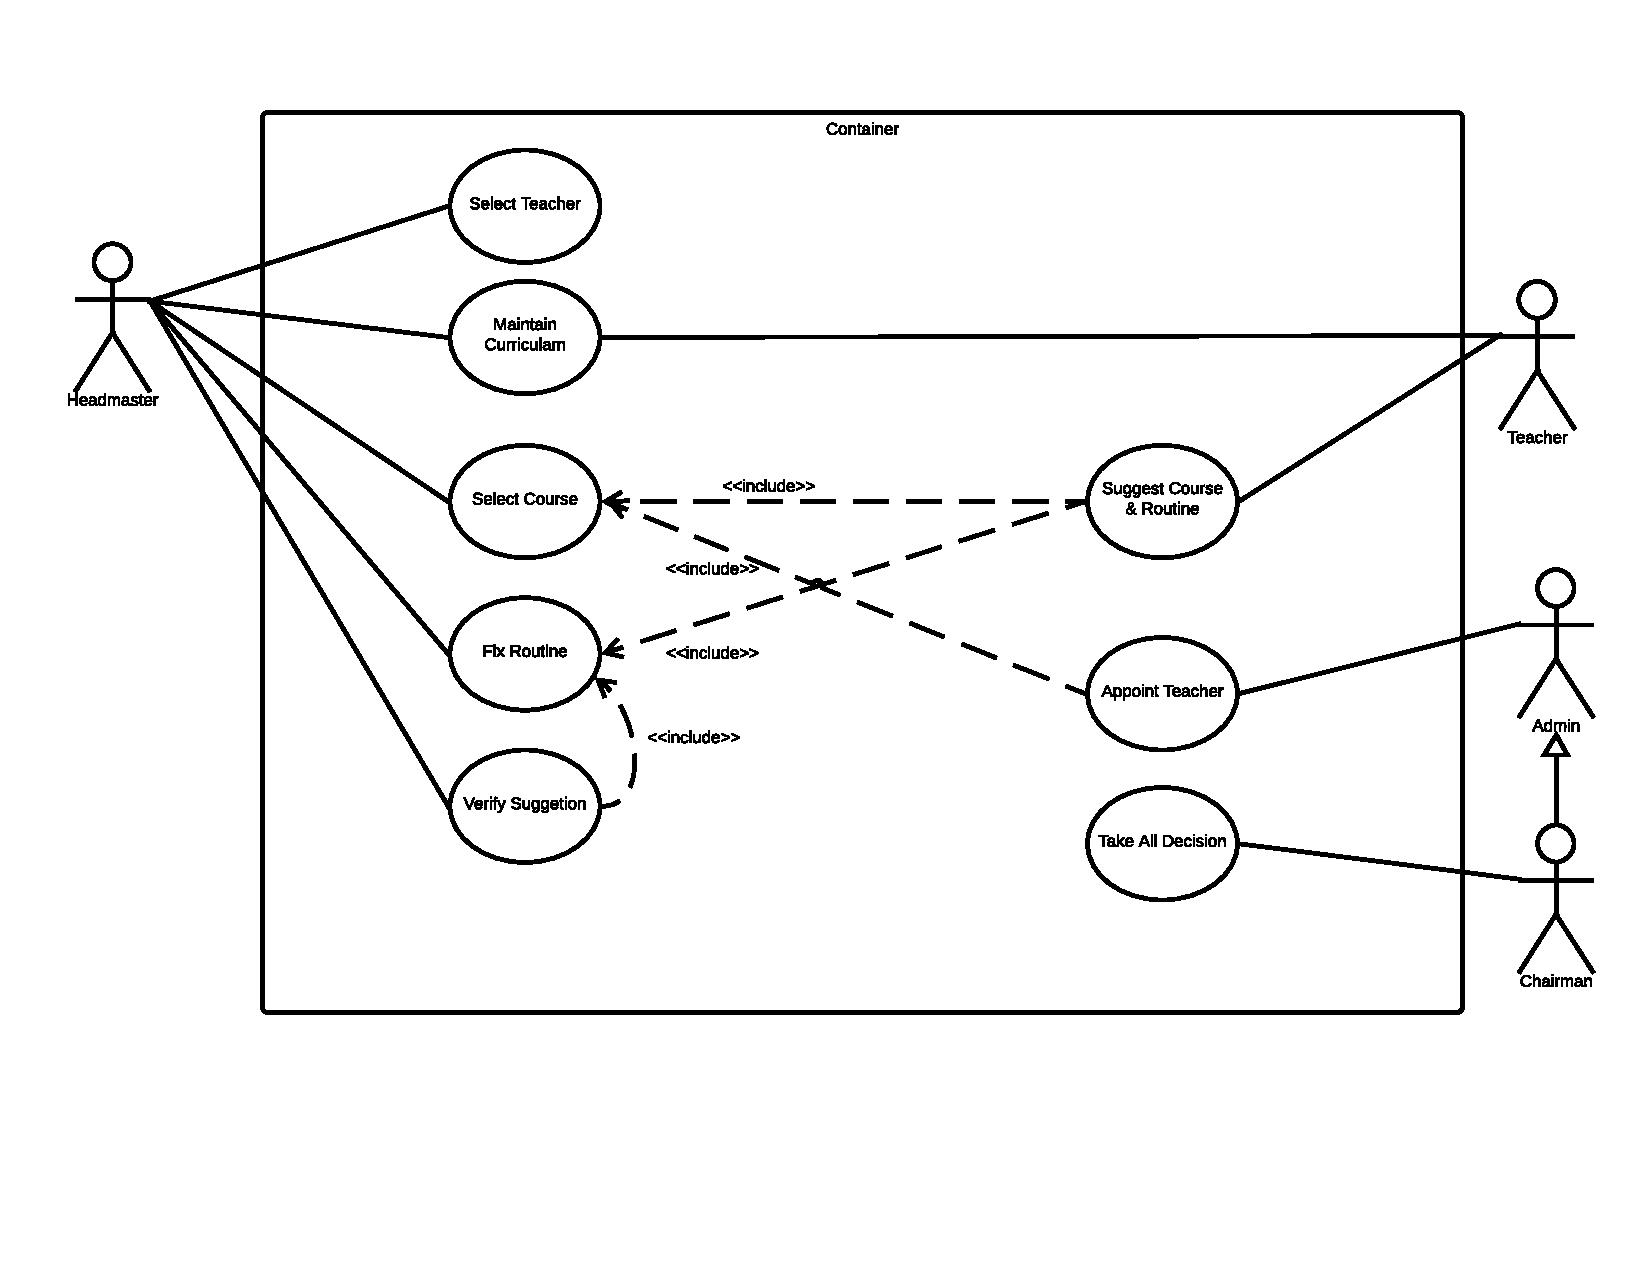 Container
Select Teacher
Maintain
Curriculam
Headmaster
Teacher
<<include>>
Select Course
Suggest Course
& Routine
<<include>>
Fix Routine
<<include>>
Appoint Teacher
Admin
<<include>>
Verify Suggetion
Take All Decision
Chairman